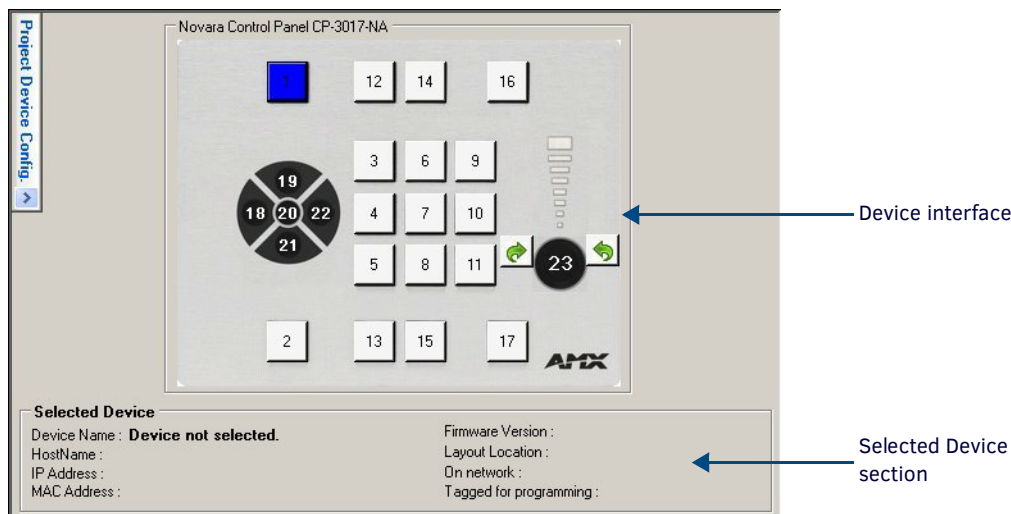 Project Device Config.
Novara Control Panel CP-3017-NA
1 12 14 16
3 6 9
19
18 20 22 4 7 10
21
5 8 11 23
2 13 15 17
AMX
Device interface
Selected Device
Device Name : Device not selected.
HostName :
IP Address :
MAC Address :
Firmware Version :
Layout Location :
On network :
Tagged for programming :
Selected Device
section